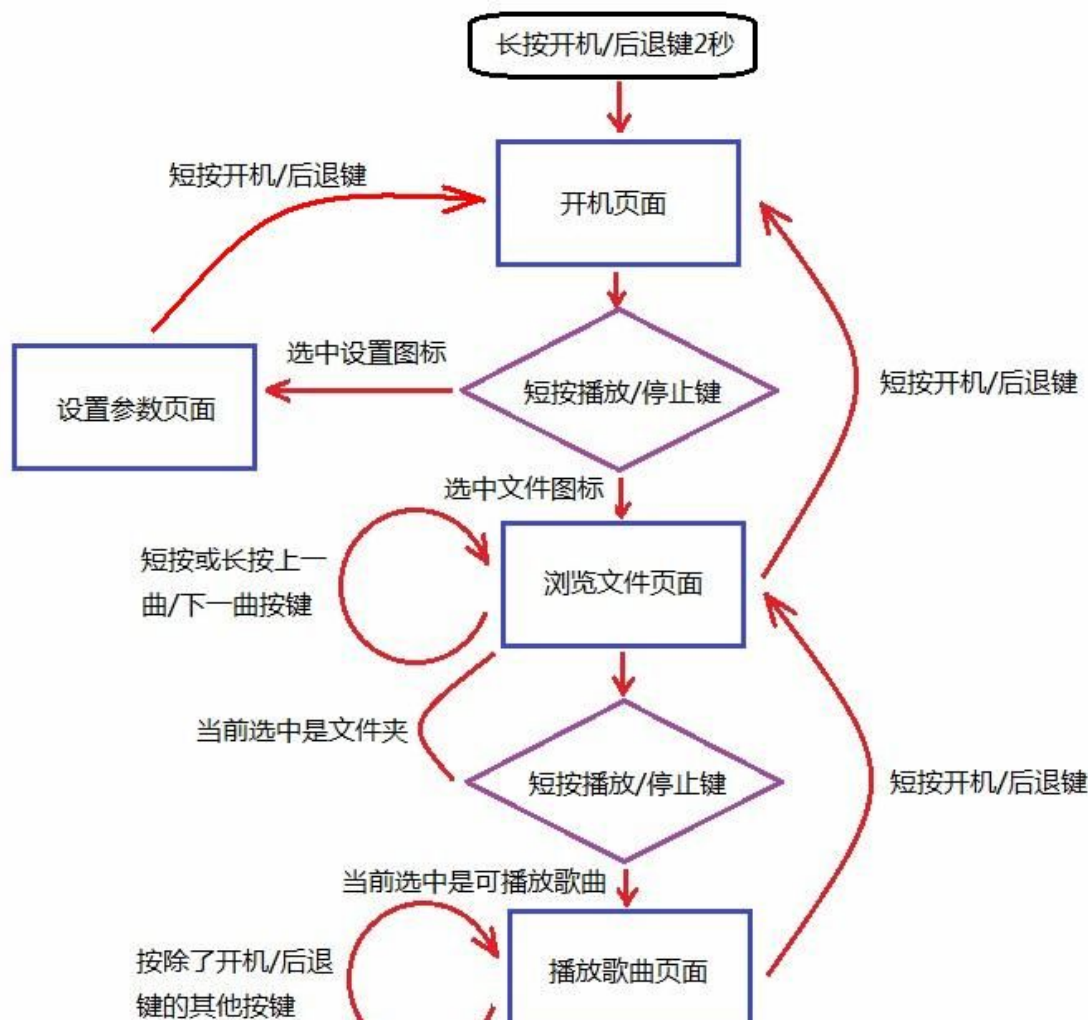 长按开机/后退键2秒
短按开机/后退键
开机页面
选中设置图标
短按播放/停止键
短按开机/后退键
设置参数页面
选中文件图标
短按或长按上一
曲/下一曲按键
浏览文件页面
当前选中是文件夹
短按播放/停止键
短按开机/后退键
当前选中是可播放歌曲
按除了开机/后退
键的其他按键
播放歌曲页面